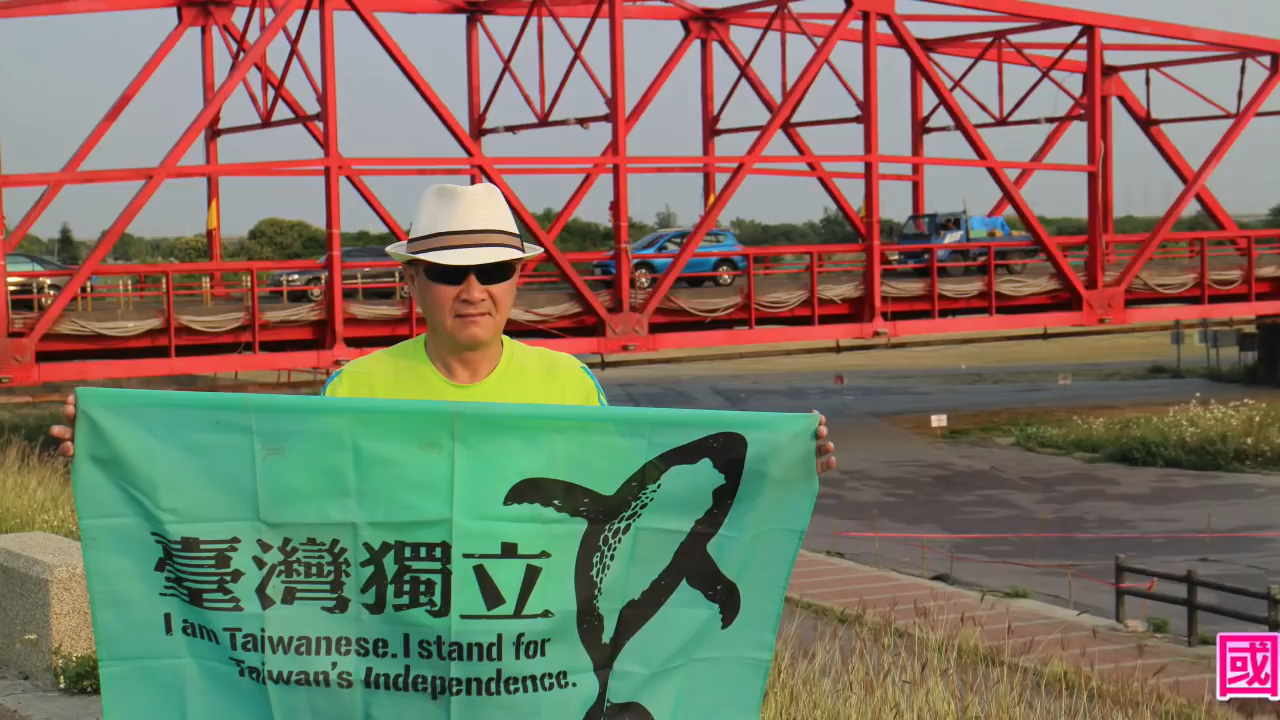 臺灣獨立
I am Taiwanese. I stand for
Taiwan's Independence.
國